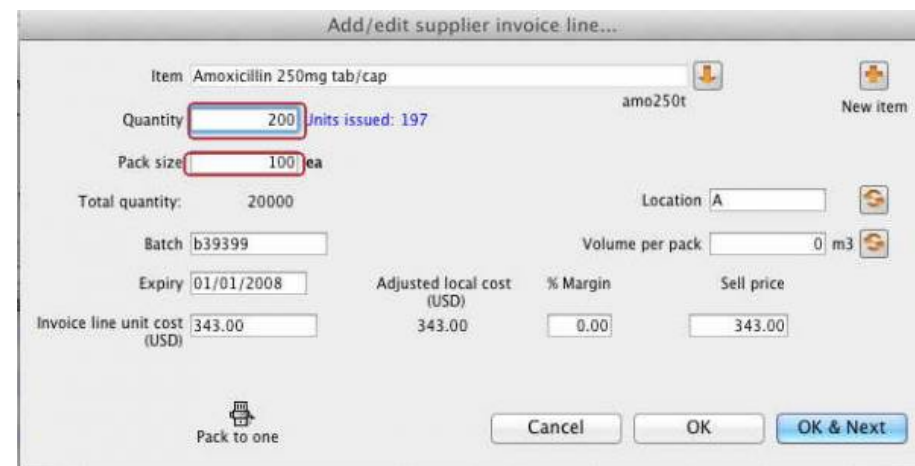 Add/edit supplier invoice line...
Item Amoxicillin 250mg tab/cap
amo250t
New item
Quantity 200 Units issued: 197
Pack size 100 ea
Total quantity: 20000
Location A
Batch b39399
Volume per pack 0 m3
Expiry 01/01/2008
Adjusted local cost
(USD)
% Margin
Sell price
Invoice line unit cost
(USD)
343.00
343.00
0.00
343.00
Pack to one
Cancel
OK
OK & Next